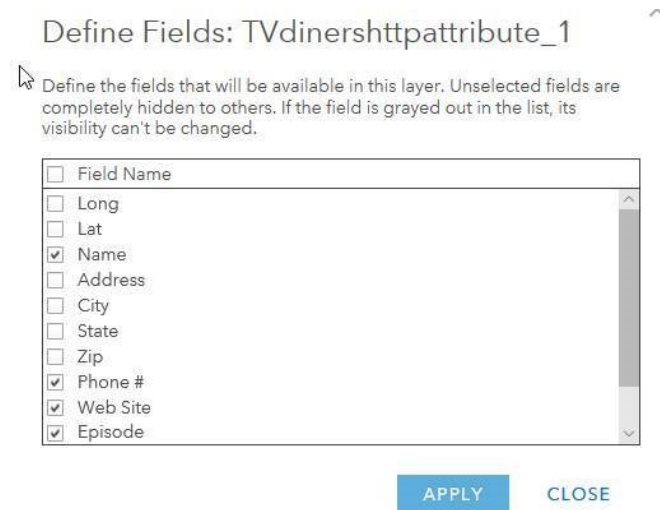 Define Fields: TVdinershttpattribute_1
Define the fields that will be available in this layer. Unselected fields are
completely hidden to others. If the field is grayed out in the list, its
visibility can't be changed.
Field Name
Long
Lat
Name
Address
City
State
Zip
Phone #
Web Site
Episode
APPLY CLOSE